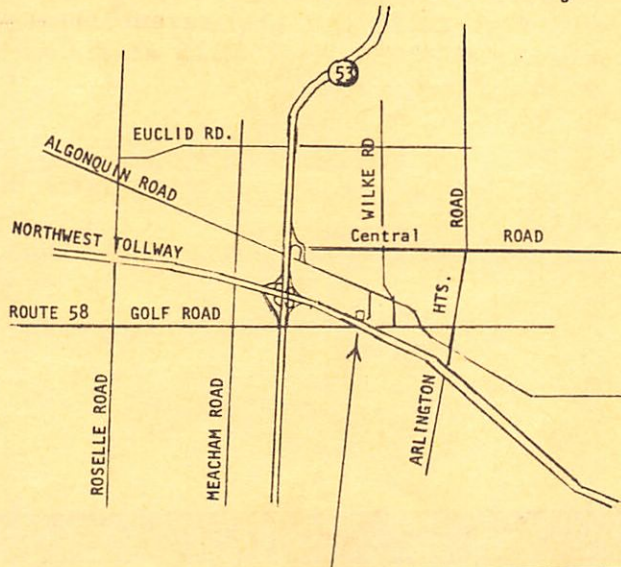 53
EUCLID RD.
ALGONQUIN ROAD
WILKE RD
ROAD
Central ROAD
NORTHWEST TOLLWAY
HTS.
ROUTE 58 GOLF ROAD
ROSELLE ROAD
MEACHAM ROAD
ARLINGTON